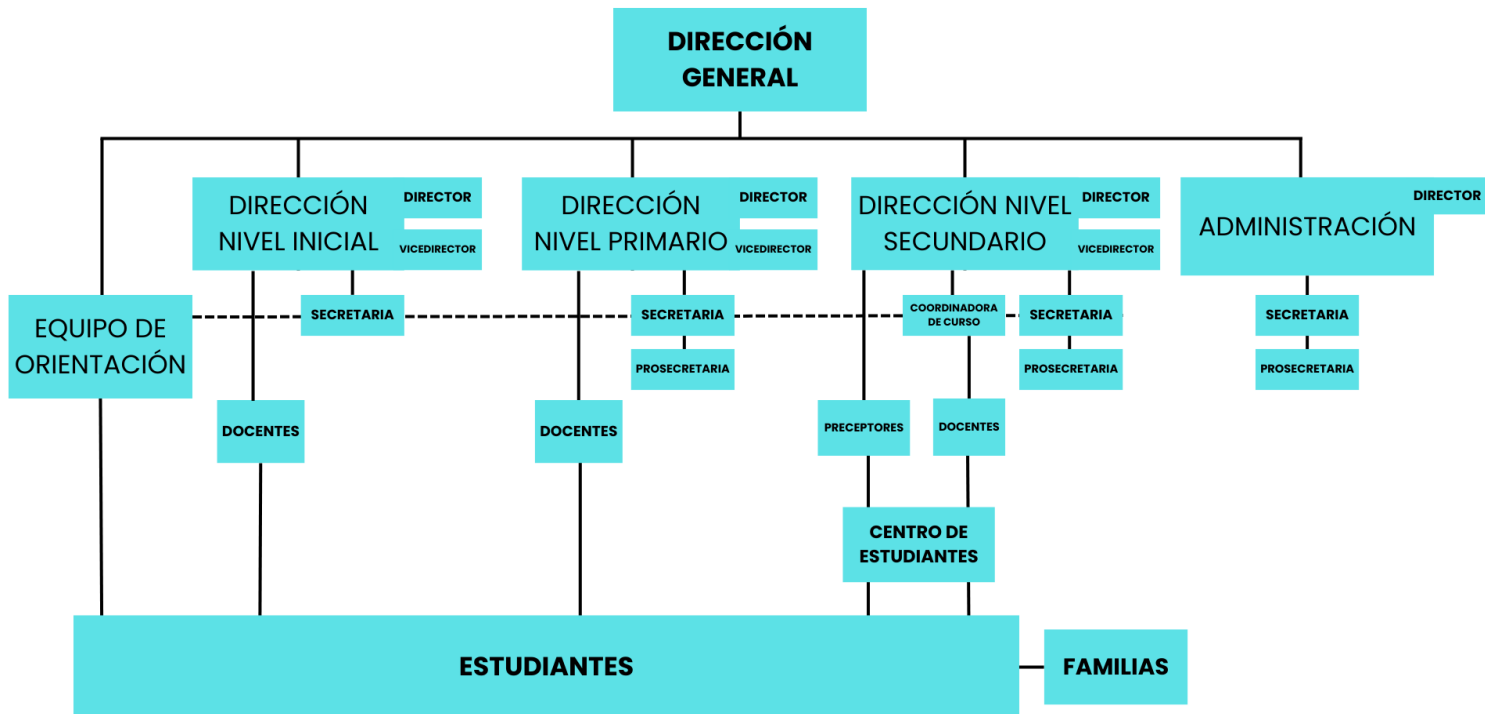 DIRECCIÓN
GENERAL
DIRECCIÓN
NIVEL INICIAL
DIRECTOR
VICEDIRECTOR
DIRECCIÓN
NIVEL PRIMARIO
DIRECTOR
VICEDIRECTOR
DIRECCIÓN NIVEL
SECUNDARIO
DIRECTOR
VICEDIRECTOR
ADMINISTRACIÓN
DIRECTOR
EQUIPO DE
ORIENTACIÓN
SECRETARIA
SECRETARIA
PROSECRETARIA
COORDINADORA
DE CURSO
SECRETARIA
PROSECRETARIA
SECRETARIA
PROSECRETARIA
DOCENTES
DOCENTES
PRECEPTORES
DOCENTES
CENTRO DE
ESTUDIANTES
ESTUDIANTES
FAMILIAS